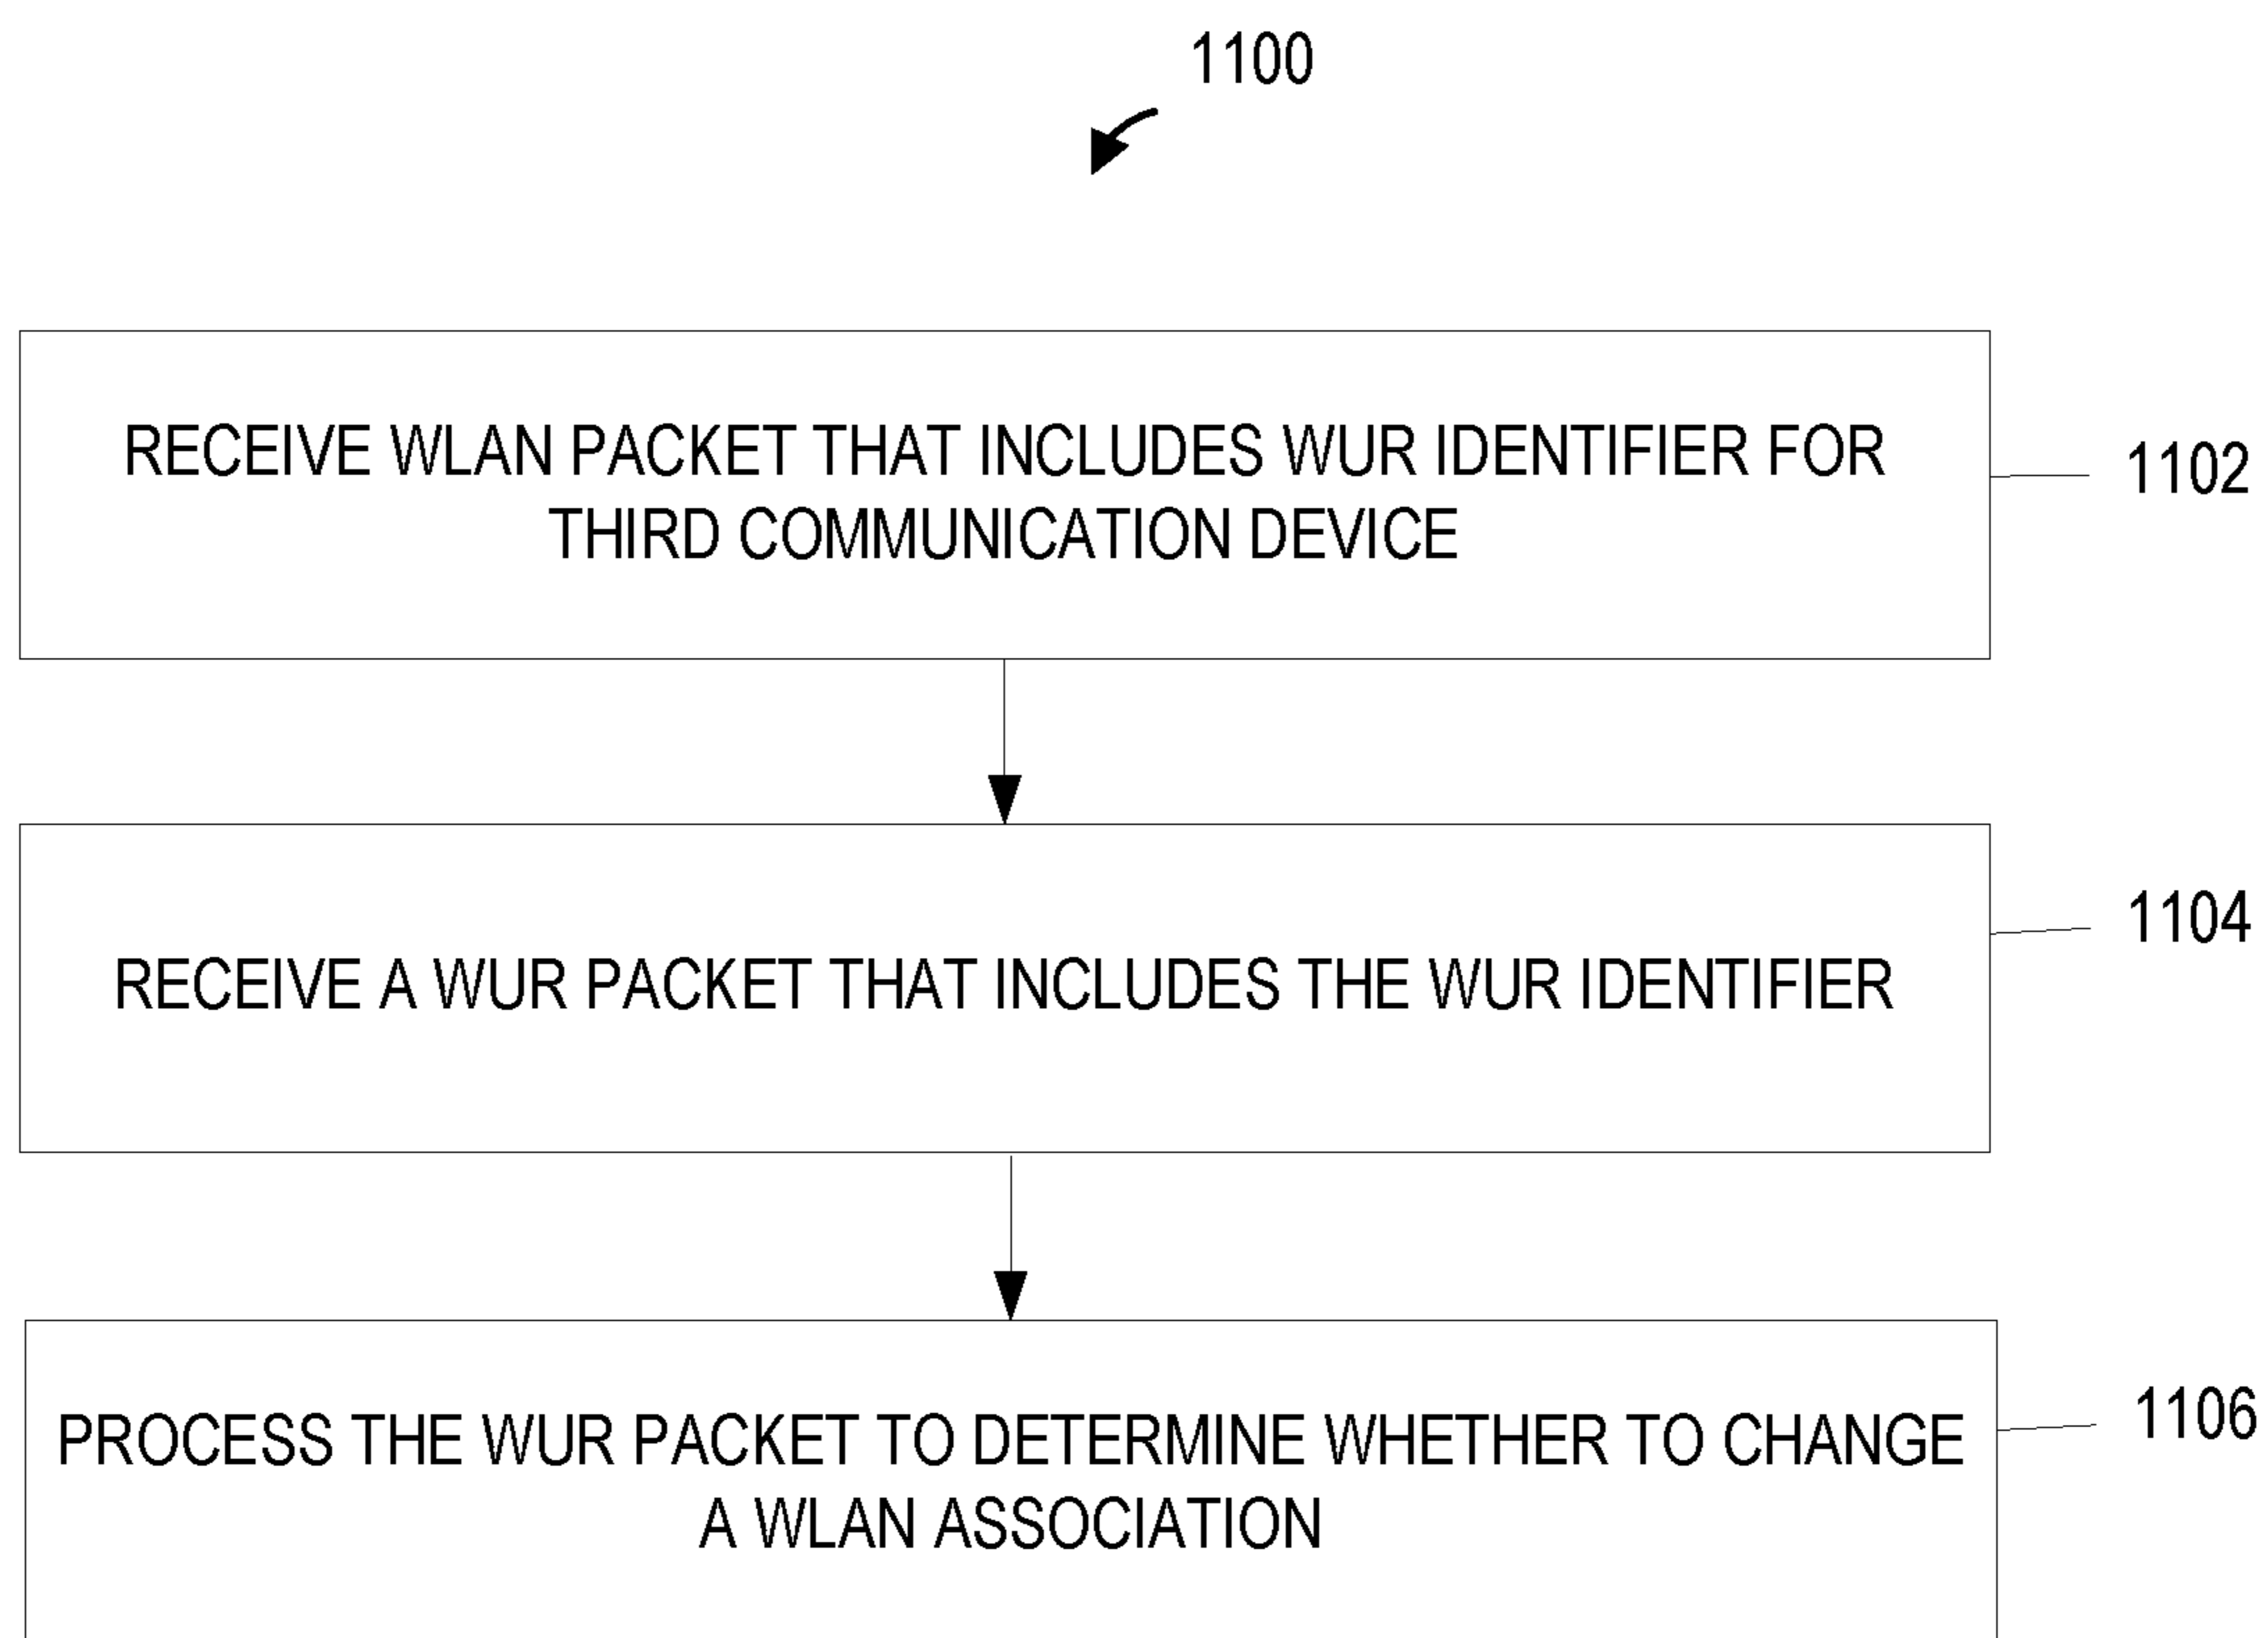 1100
RECEIVE WLAN PACKET THAT INCLUDES WUR IDENTIFIER FOR
THIRD COMMUNICATION DEVICE
1102
RECEIVE A WUR PACKET THAT INCLUDES THE WUR IDENTIFIER
1104
PROCESS THE WUR PACKET TO DETERMINE WHETHER TO CHANGE
A WLAN ASSOCIATION
1106